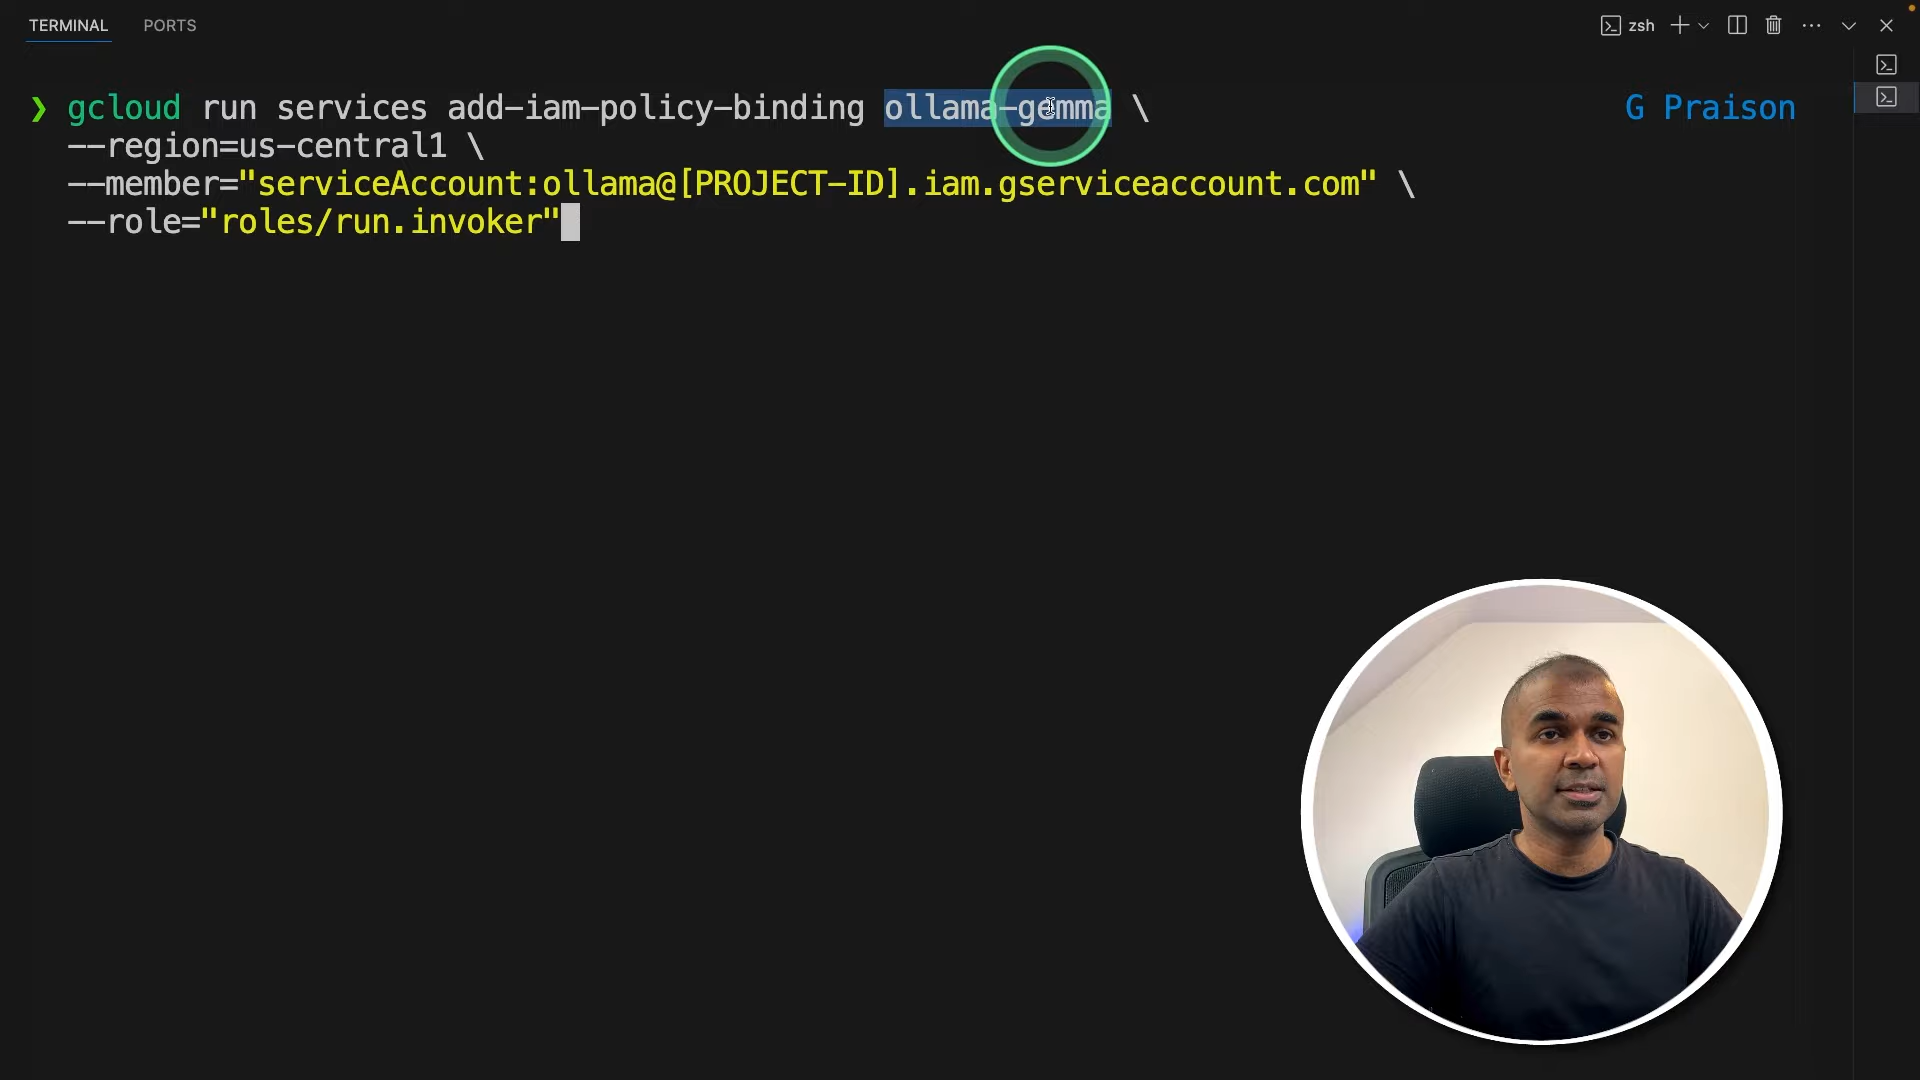 TERMINAL PORTS zsh
❯ gcloud run services add-iam-policy-binding ollama-gemma \ G Praison
--region=us-central1 \
--member="serviceAccount:ollama@[PROJECT-ID].iam.gserviceaccount.com" \
--role="roles/run.invoker"